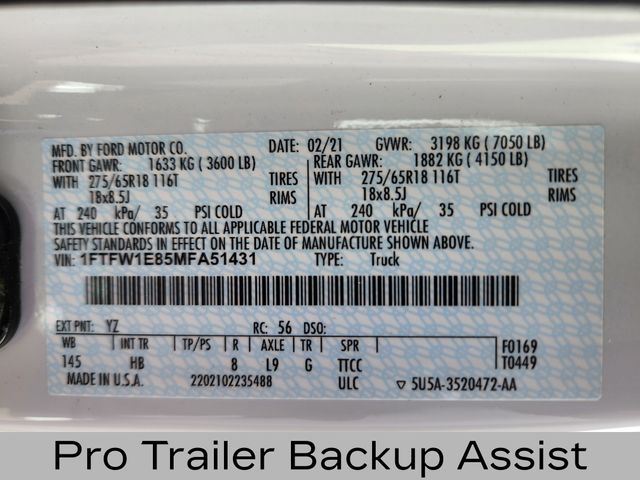 MFD. BY FORD MOTOR CO. DATE: 02/21 GVWR: 3198 KG ( 7050 LB)
FRONT GAWR: 1633 KG ( 3600 LB) REAR GAWR: 1882 KG ( 4150 LB)
WITH 275/65R18 116T TIRES WITH 275/65R18 116T TIRES
18x8.5J RIMS 18x8.5J RIMS
AT 240 kPa/ 35 PSI COLD AT 240 kPa/ 35 PSI COLD
THIS VEHICLE CONFORMS TO ALL APPLICABLE FEDERAL MOTOR VEHICLE
SAFETY STANDARDS IN EFFECT ON THE DATE OF MANUFACTURE SHOWN ABOVE.
VIN: 1FTFW1E85MFA51431 TYPE: Truck
EXT PNT: YZ RC: 56 DSO:
WB INT TR TP/PS R AXLE TR SPR F0169
145 HB 8 L9 G TTCC T0449
MADE IN U.S.A. 2202102235488 ULC ▽ 5U5A-3520472-AA
Pro Trailer Backup Assist